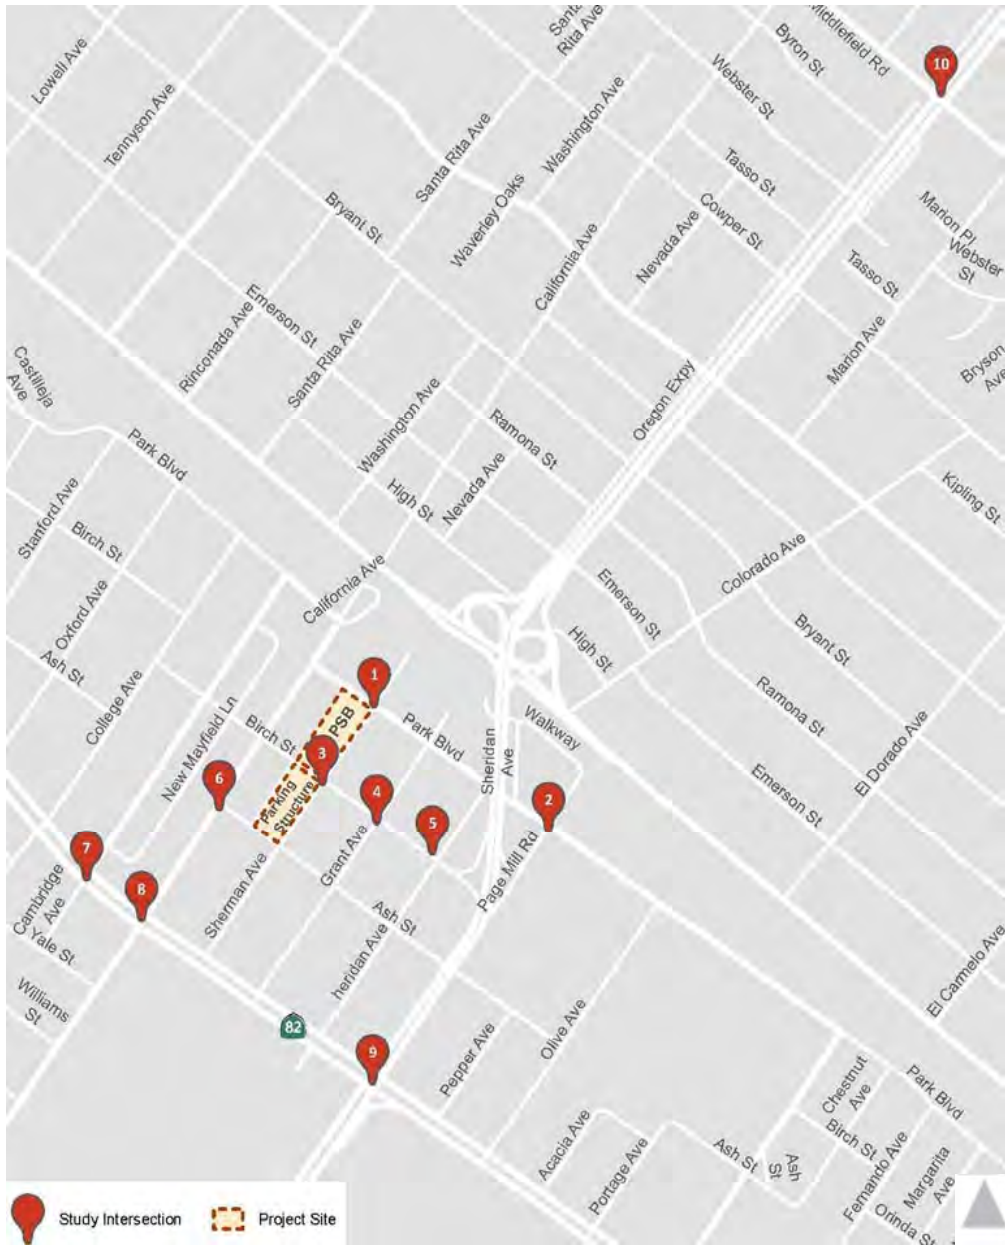 Lowell Ave
Tennyson Ave
Santa Rita Ave
Santa
Rita Ave
Washington Ave
Waverley Oaks
Bryant St
Middlefield Rd
Byron St
Webster St
10
Tasso St
Cowper St
Nevada Ave
California Ave
Marion Pl
Webster
St
Tasso St
Marion Ave
Bryson
Ave
Emerson St
Rinconada Ave
Santa Rita Ave
Castilleja
Ave
Park Blvd
Washington Ave
Ramona St
Oregon Expy
High St
Nevada Ave
Kipling St
Stanford Ave
Birch St
California Ave
Colorado Ave
Emerson St
Oxford Ave
High St
Bryant St
Ash St
College Ave
1
PSB
New Mayfield Ln
Birch St
3
Park Blvd
Sheridan
Ave
Walkway
Ramona St
El Dorado Ave
6
Parking
Structure
4
5
2
Emerson St
Grant Ave
Page Mill Rd
7
Cambridge
Ave
8
Sherman Ave
Ash St
Yale St
heridan Ave
Williams
St
82
9
Pepper Ave
Olive Ave
El Carmelo Ave
Chestnut
Ave
Park Blvd
Acacia Ave
Portage Ave
Ash St
Ash
St
Birch St
Fernando Ave
Margarita
Ave
Orinda St
Study Intersection
Project Site